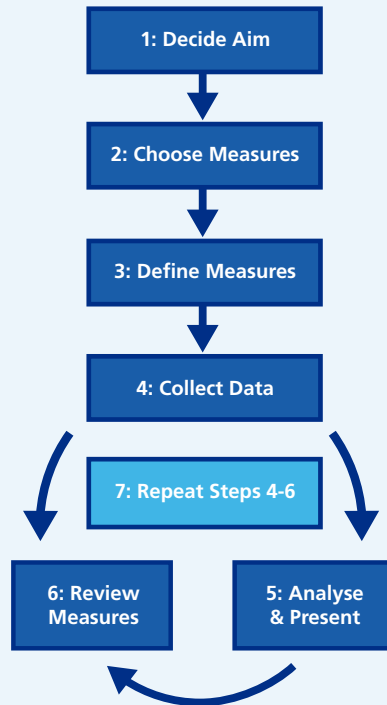 1: Decide Aim
2: Choose Measures
3: Define Measures
4: Collect Data
7: Repeat Steps 4-6
6: Review
Measures
5: Analyse
& Present